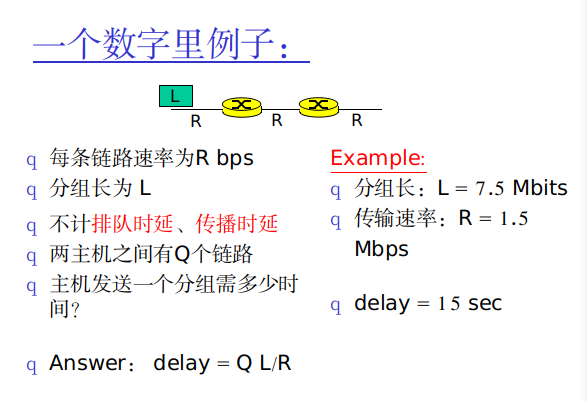 一个数字里例子：
L
R R R
q 每条链路速率为R bps
q 分组长为 L
q 不计排队时延、传播时延
q 两主机之间有Q个链路
q 主机发送一个分组需多少时
间？
q Answer： delay = Q L/R
Example:
q 分组长：L = 7.5 Mbits
q 传输速率：R = 1.5
Mbps
q delay = 15 sec